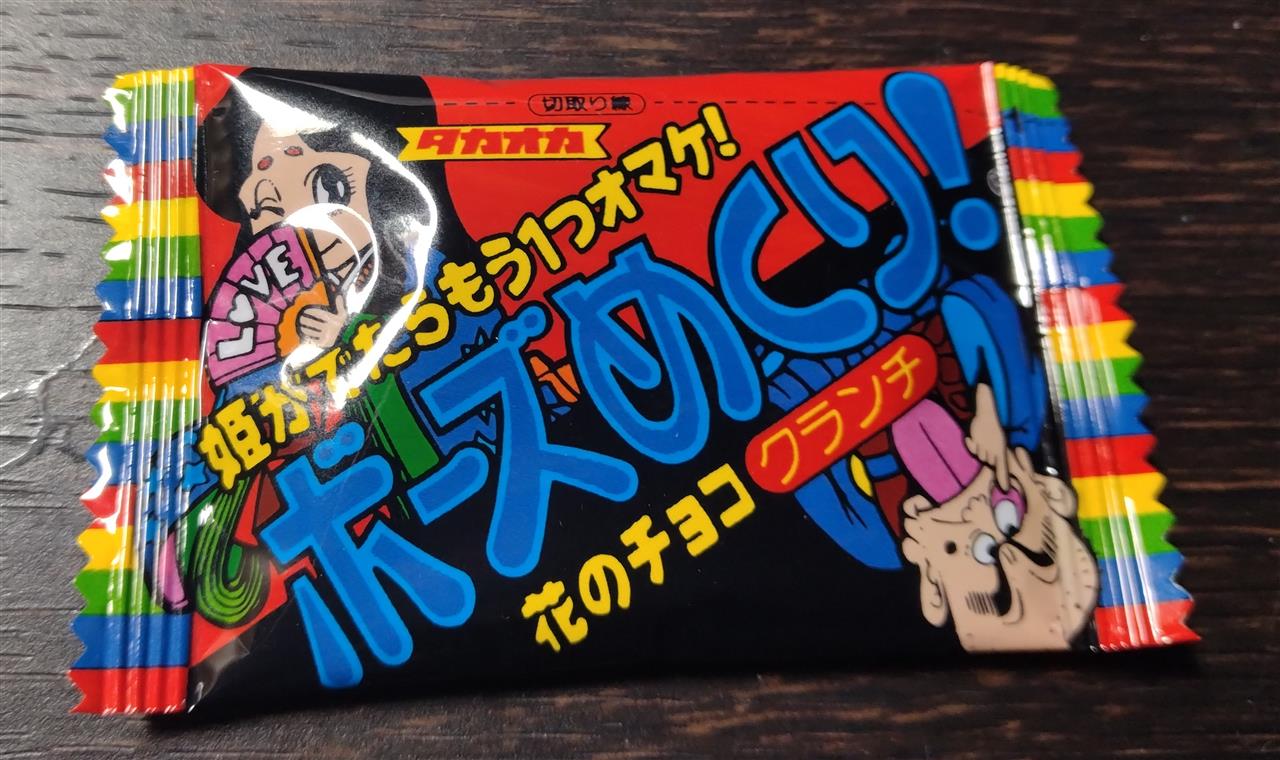 切取り線
タカオカ
LOVE
姫がでたらもう1つオマケ!
ボーズめくり!
花のチョコ
クランチ